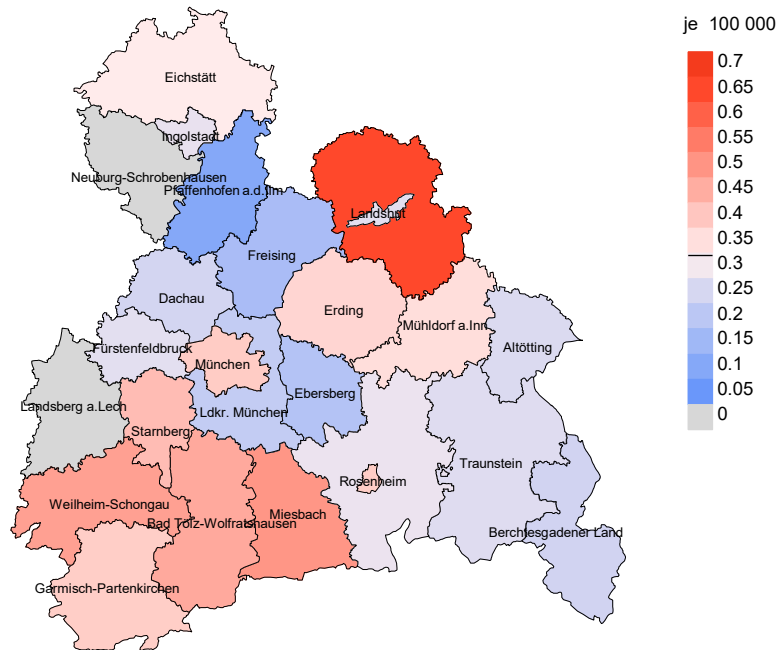 je 100 000
0.7
0.65
0.6
0.55
0.5
0.45
0.4
0.35
0.3
0.25
0.2
0.15
0.1
0.05
0
Eichstätt
Ingolstadt
Neuburg-Schrobenhausen
Pfaffenhofen a.d.Ilm
Landshut
Freising
Dachau
Erding
Mühldorf a.Inn
Altötting
Fürstenfeldbruck
München
Ebersberg
Landsberg a.Lech
Ldkr. München
Starnberg
Traunstein
Rosenheim
Weilheim-Schongau
Miesbach
Bad Tölz-Wolfratshausen
Berchtesgadener Land
Garmisch-Partenkirchen